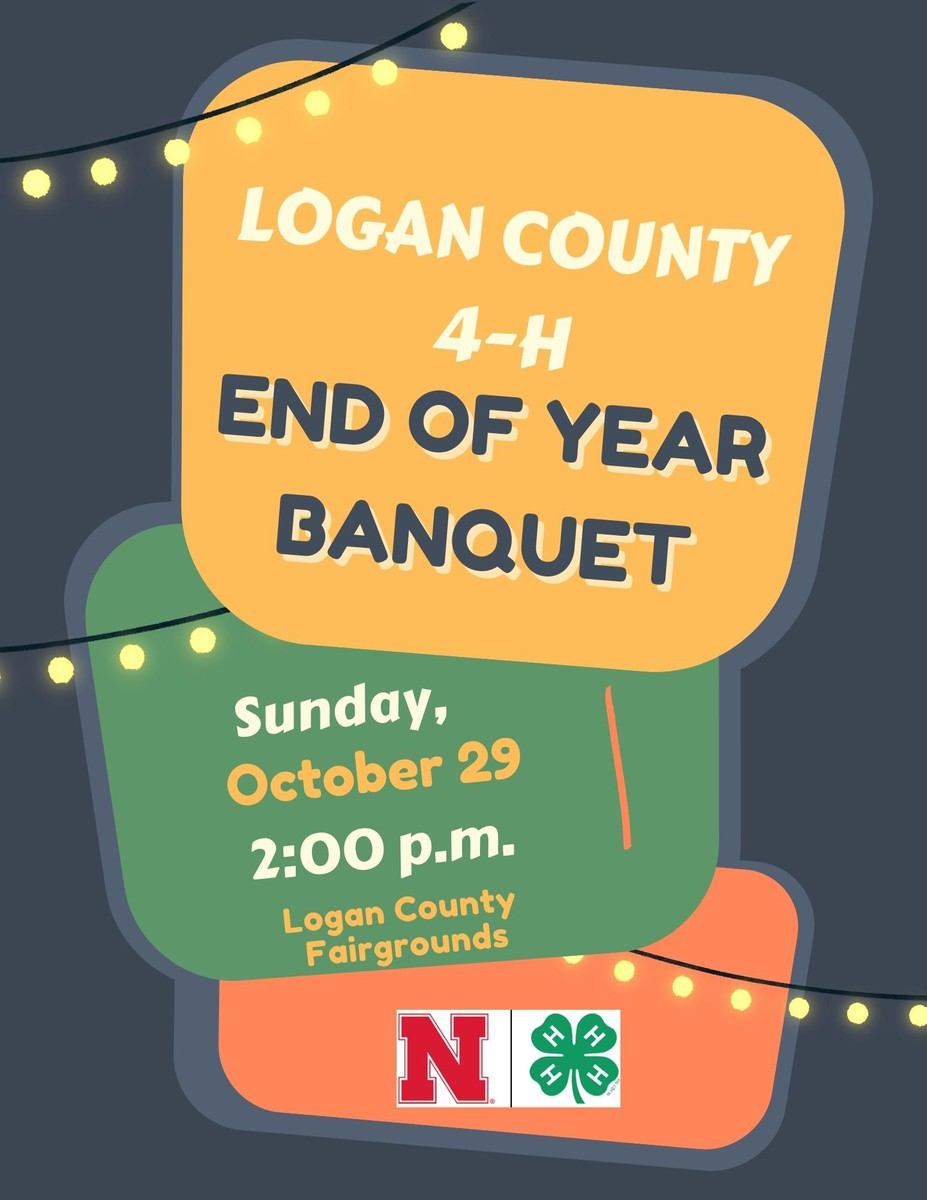 LOGAN COUNTY
4-H
END OF YEAR
BANQUET
Sunday,
October 29
2:00 p.m.
Logan County
Fairgrounds
N
H H
H H